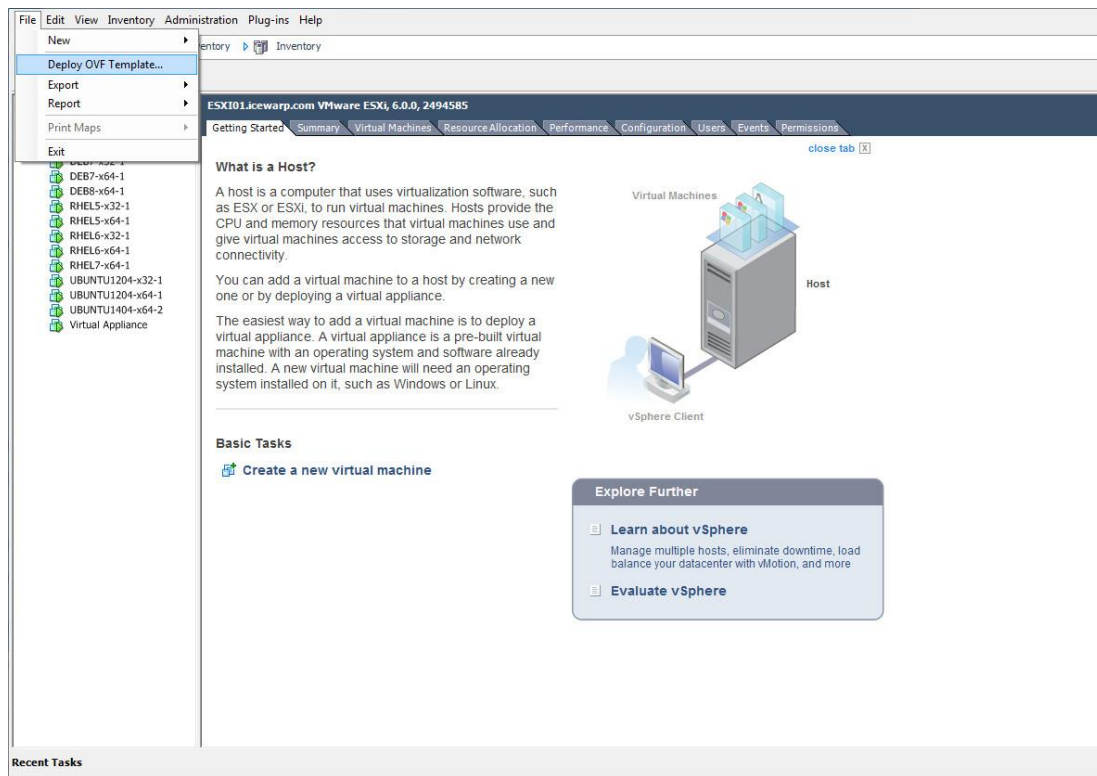 File Edit View Inventory Administration Plug-ins Help
New
Inventory
Deploy OVF Template...
Export
Report
Print Maps
Exit
ESXI01.icewarp.com VMware ESXi, 6.0.0, 2494585
Getting Started Summary Virtual Machines Resource Allocation Performance Configuration Users Events Permissions
close tab X
DEB7-x64-1
DEB8-x64-1
RHEL5-x32-1
RHEL5-x64-1
RHEL6-x32-1
RHEL6-x64-1
RHEL7-x64-1
UBUNTU1204-x32-1
UBUNTU1204-x64-1
UBUNTU1404-x64-2
Virtual Appliance
What is a Host?
A host is a computer that uses virtualization software, such
as ESX or ESXi, to run virtual machines. Hosts provide the
CPU and memory resources that virtual machines use and
give virtual machines access to storage and network
connectivity.
You can add a virtual machine to a host by creating a new
one or by deploying a virtual appliance.
The easiest way to add a virtual machine is to deploy a
virtual appliance. A virtual appliance is a pre-built virtual
machine with an operating system and software already
installed. A new virtual machine will need an operating
system installed on it, such as Windows or Linux.
Virtual Machines
Host
vSphere Client
Basic Tasks
Create a new virtual machine
Explore Further
Learn about vSphere
Manage multiple hosts, eliminate downtime, load
balance your datacenter with vMotion, and more
Evaluate vSphere
Recent Tasks